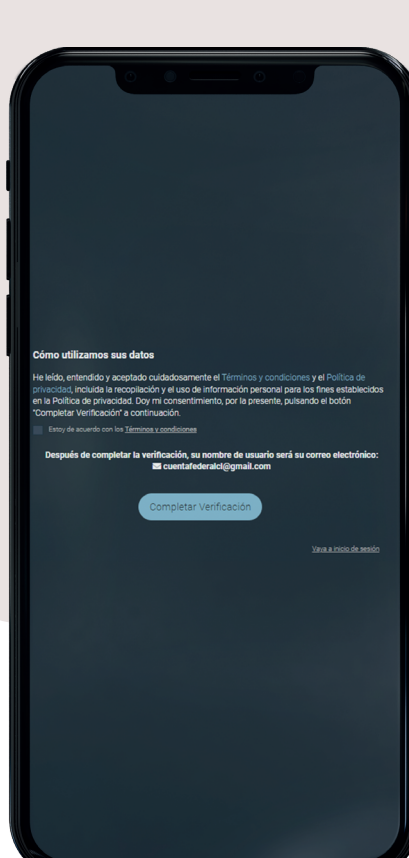 Cómo utilizamos sus datos
He leído, entendido y aceptado cuidadosamente el Términos y condiciones y el Política de
privacidad, incluida la recopilación y el uso de información personal para los fines establecidos
en la Política de privacidad. Doy mi consentimiento, por la presente, pulsando el botón
"Completar Verificación" a continuación.
Estoy de acuerdo con los Términos y condiciones
Después de completar la verificación, su nombre de usuario será su correo electrónico:
cuentafederalcl@gmail.com
Completar Verificación
Vaya a inicio de sesión